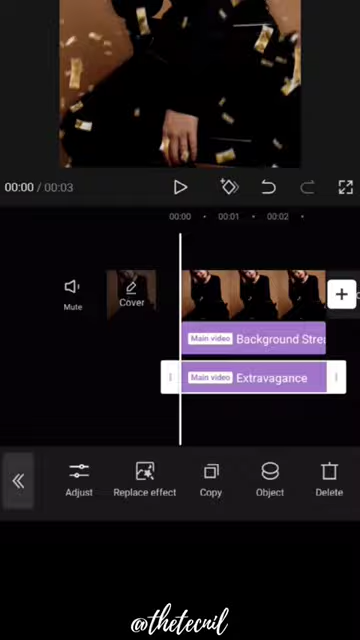 00:00 / 00:03
00:00 00:01 00:02
Mute
Cover
Main video Background Strea
Main video Extravagance
Adjust Replace effect Copy Object Delete
@thetecnil